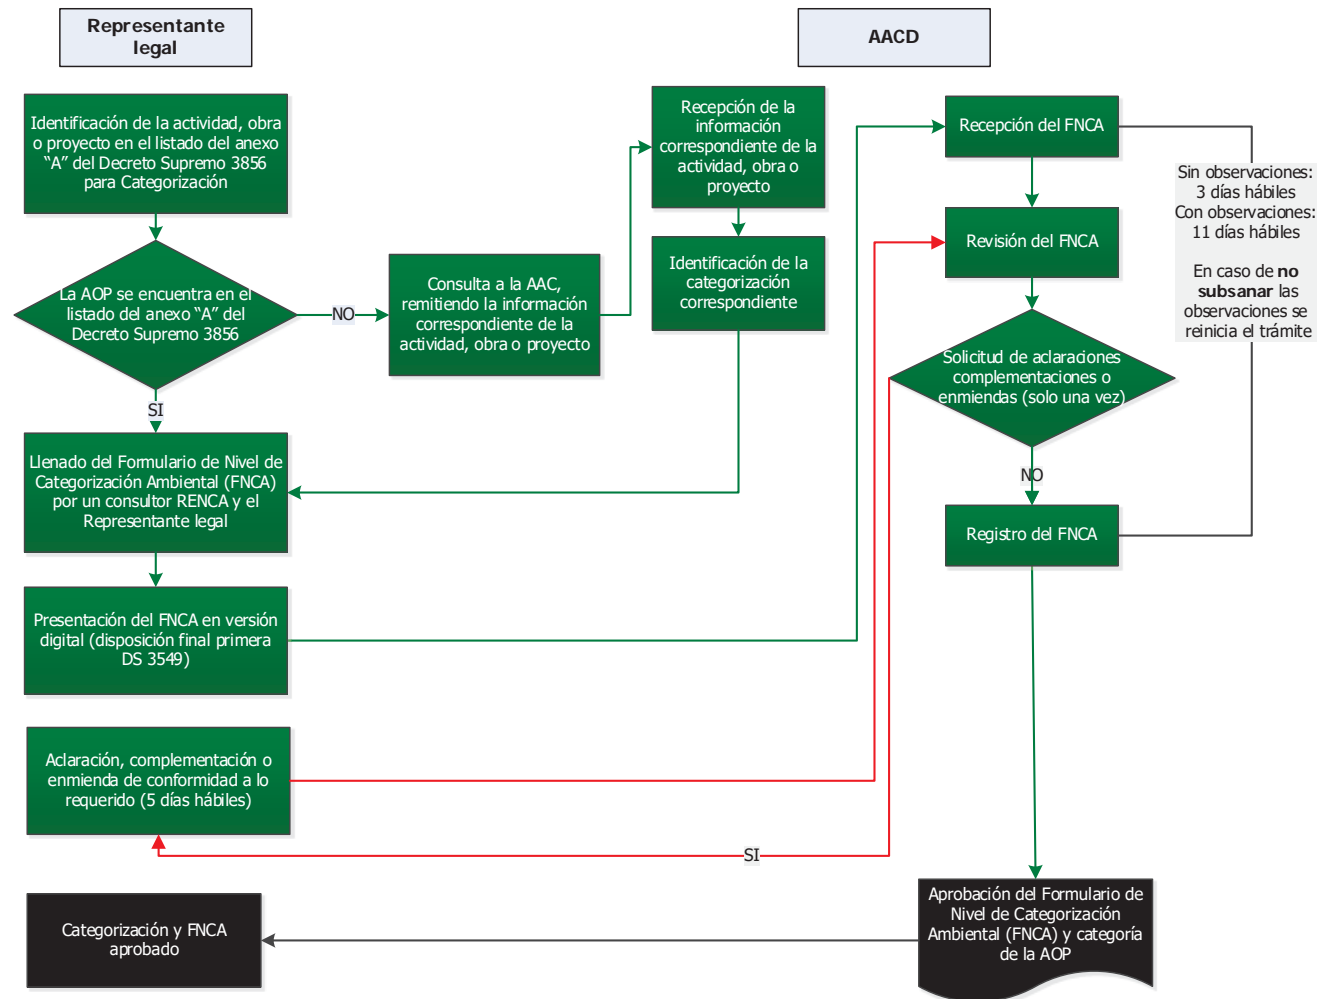 Representante
legal
AACD
Identificación de la actividad, obra
o proyecto en el listado del anexo
“A” del Decreto Supremo 3856
para Categorización
La AOP se encuentra en el
listado del anexo “A” del
Decreto Supremo 3856
NO
Consulta a la AAC,
remitiendo la información
correspondiente de la
actividad, obra o proyecto
Recepción de la
información
correspondiente de la
actividad, obra o
proyecto
Identificación de la
categorización
correspondiente
SI
Llenado del Formulario de Nivel de
Categorización Ambiental (FNCA)
por un consultor RENCA y el
Representante legal
Presentación del FNCA en versión
digital (disposición final primera
DS 3549)
Recepción del FNCA
Revisión del FNCA
Solicitud de aclaraciones
complementaciones o
enmiendas (solo una vez)
NO
Registro del FNCA
Sin observaciones:
3 días hábiles
Con observaciones:
11 días hábiles
En caso de no
subsanar las
observaciones se
reinicia el trámite
Aclaración, complementación o
enmienda de conformidad a lo
requerido (5 días hábiles)
SI
Aprobación del Formulario de
Nivel de Categorización
Ambiental (FNCA) y categoría
de la AOP
Categorización y FNCA
aprobado